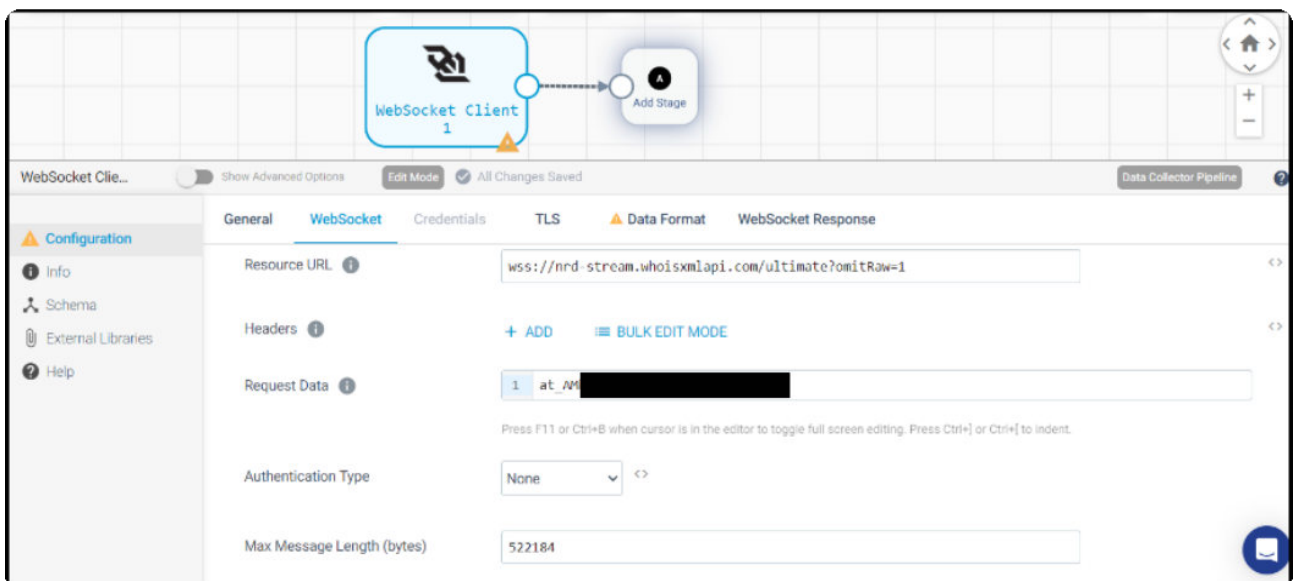 WebSocket Client
1
Add Stage
WebSocket Clie...
Show Advanced Options
Edit Mode
All Changes Saved
Data Collector Pipeline
Configuration
Info
Schema
External Libraries
Help
General WebSocket Credentials TLS Data Format WebSocket Response
Resource URL
wss://nrd-stream.whoisxmlapi.com/ultimate?omitRaw=1
Headers
+ ADD BULK EDIT MODE
Request Data
1 at_AM
Press F11 or Ctrl+B when cursor is in the editor to toggle full screen editing. Press Ctrl+] or Ctrl+[ to indent.
Authentication Type
None
Max Message Length (bytes)
522184